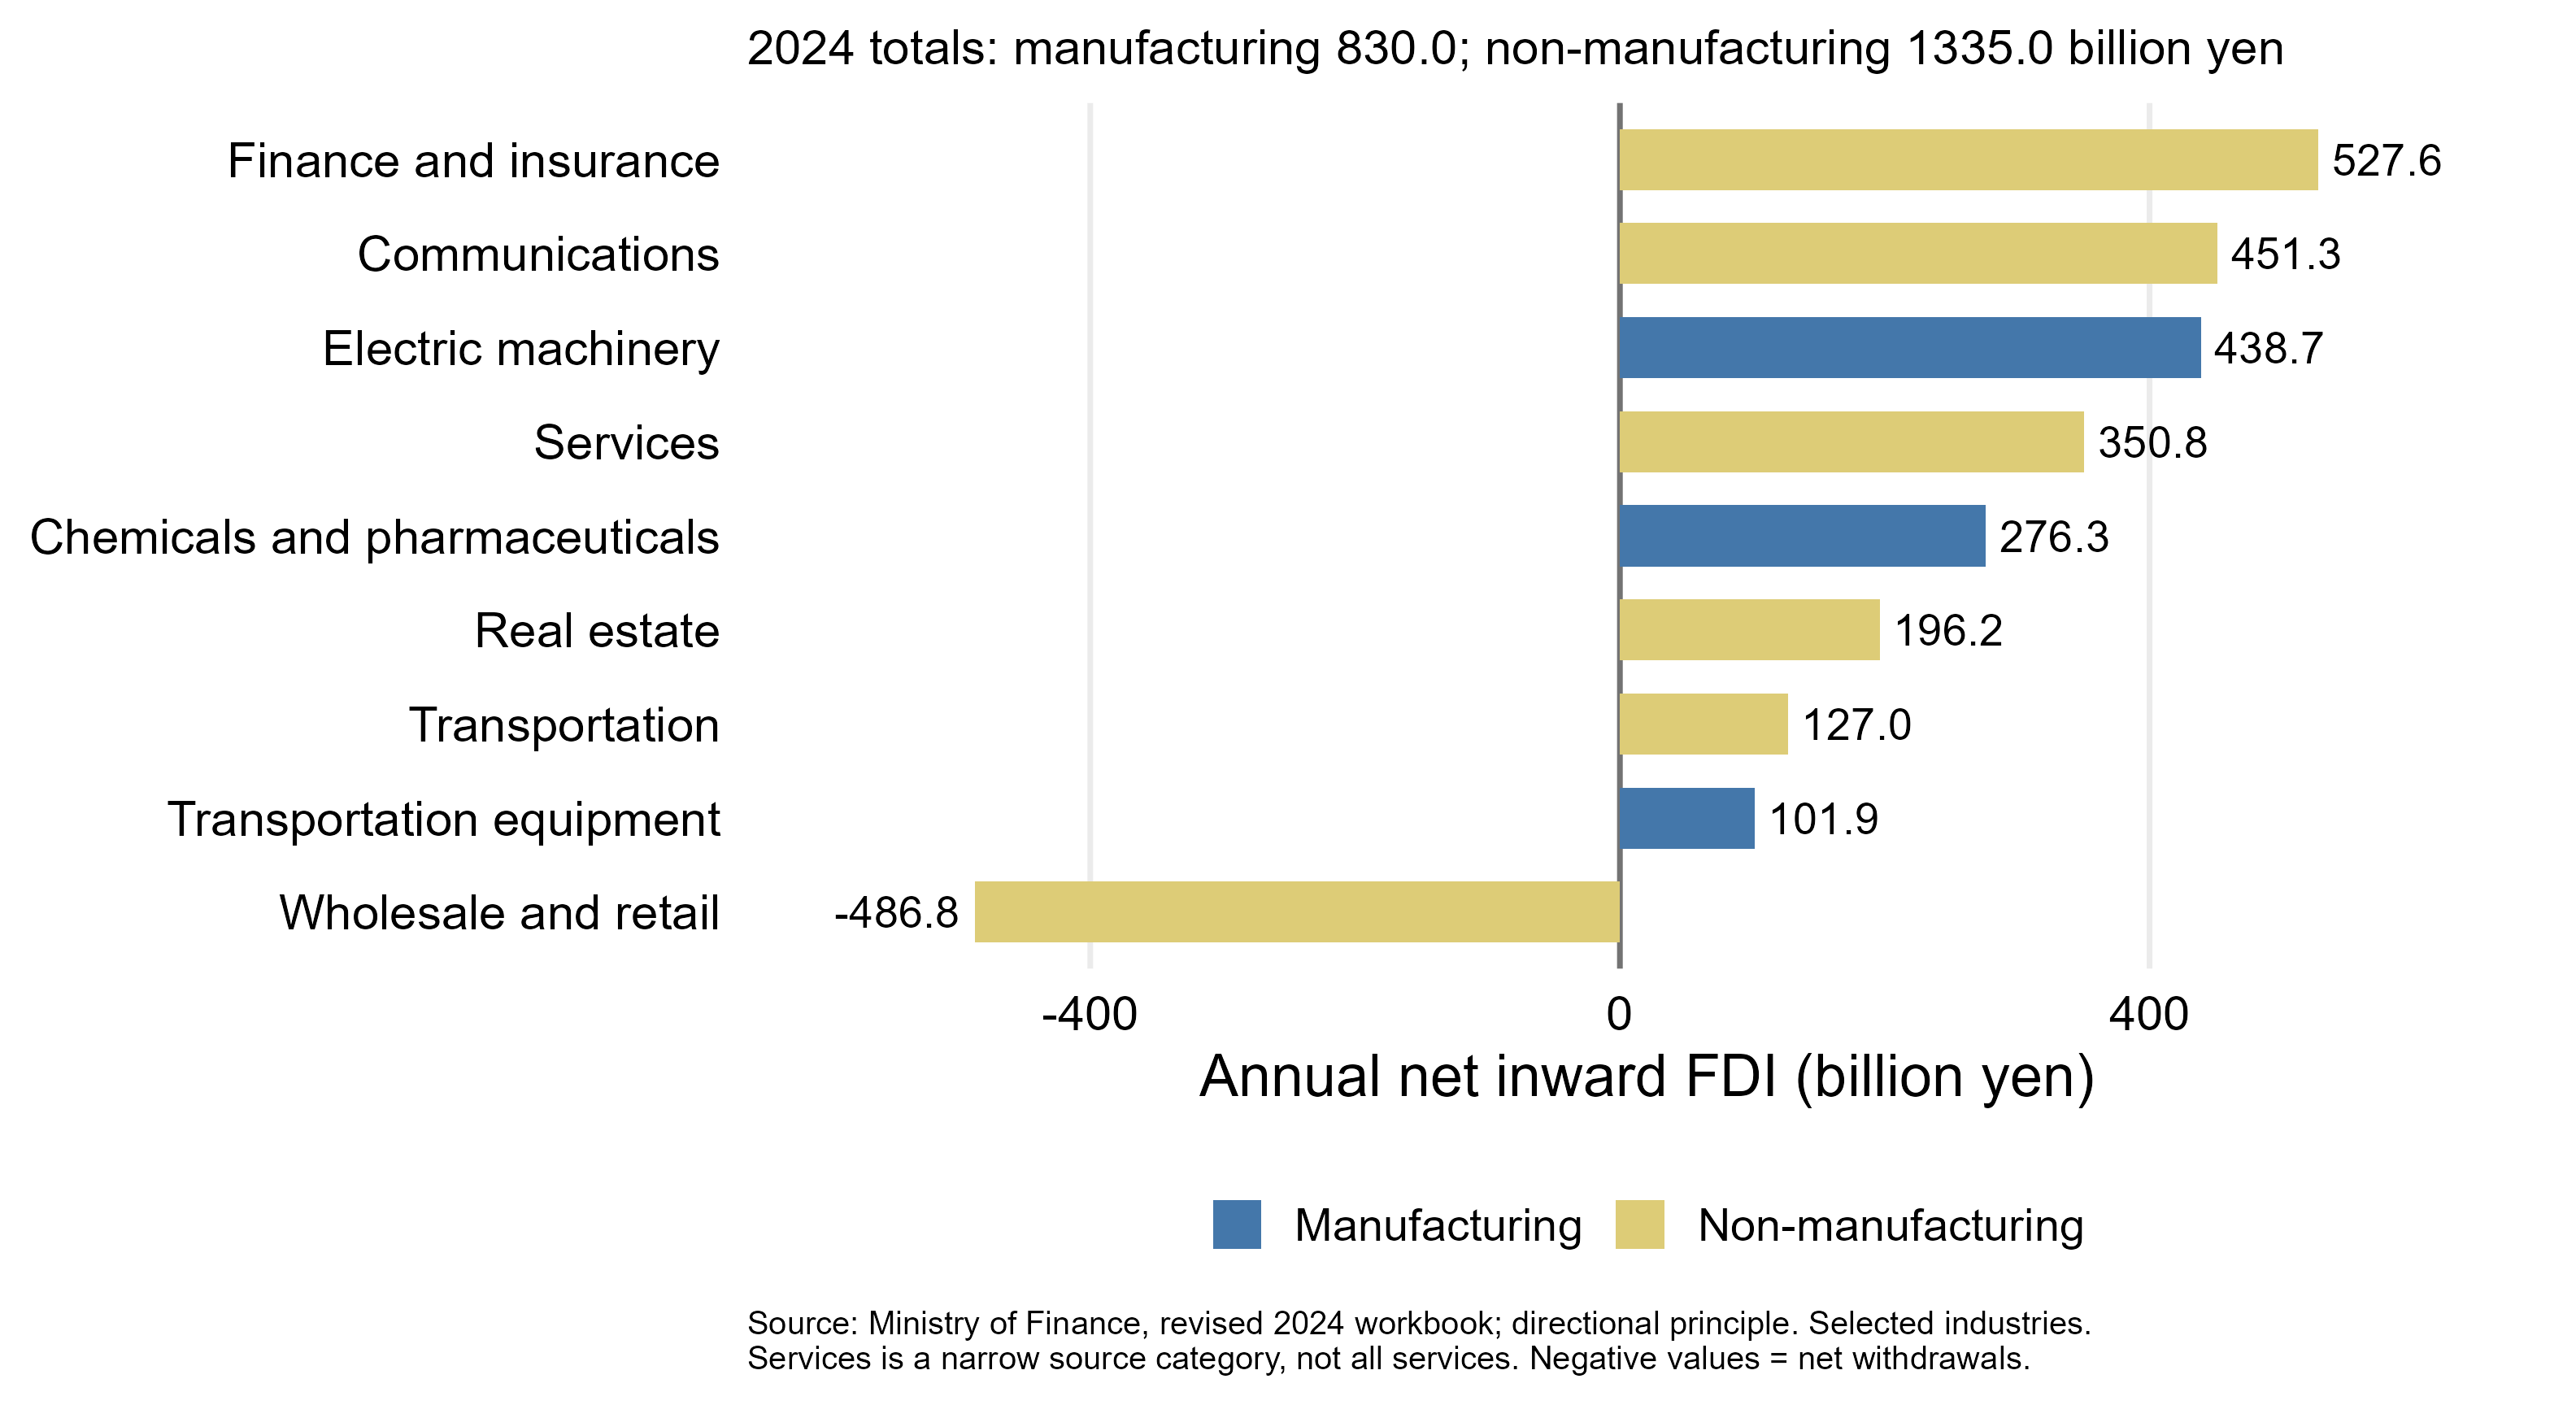 2024 totals: manufacturing 830.0; non-manufacturing 1335.0 billion yen
Finance and insurance 527.6
Communications 451.3
Electric machinery 438.7
Services 350.8
Chemicals and pharmaceuticals 276.3
Real estate 196.2
Transportation 127.0
Transportation equipment 101.9
Wholesale and retail -486.8
-400 0 400
Annual net inward FDI (billion yen)
Manufacturing Non-manufacturing
Source: Ministry of Finance, revised 2024 workbook; directional principle. Selected industries.
Services is a narrow source category, not all services. Negative values = net withdrawals.